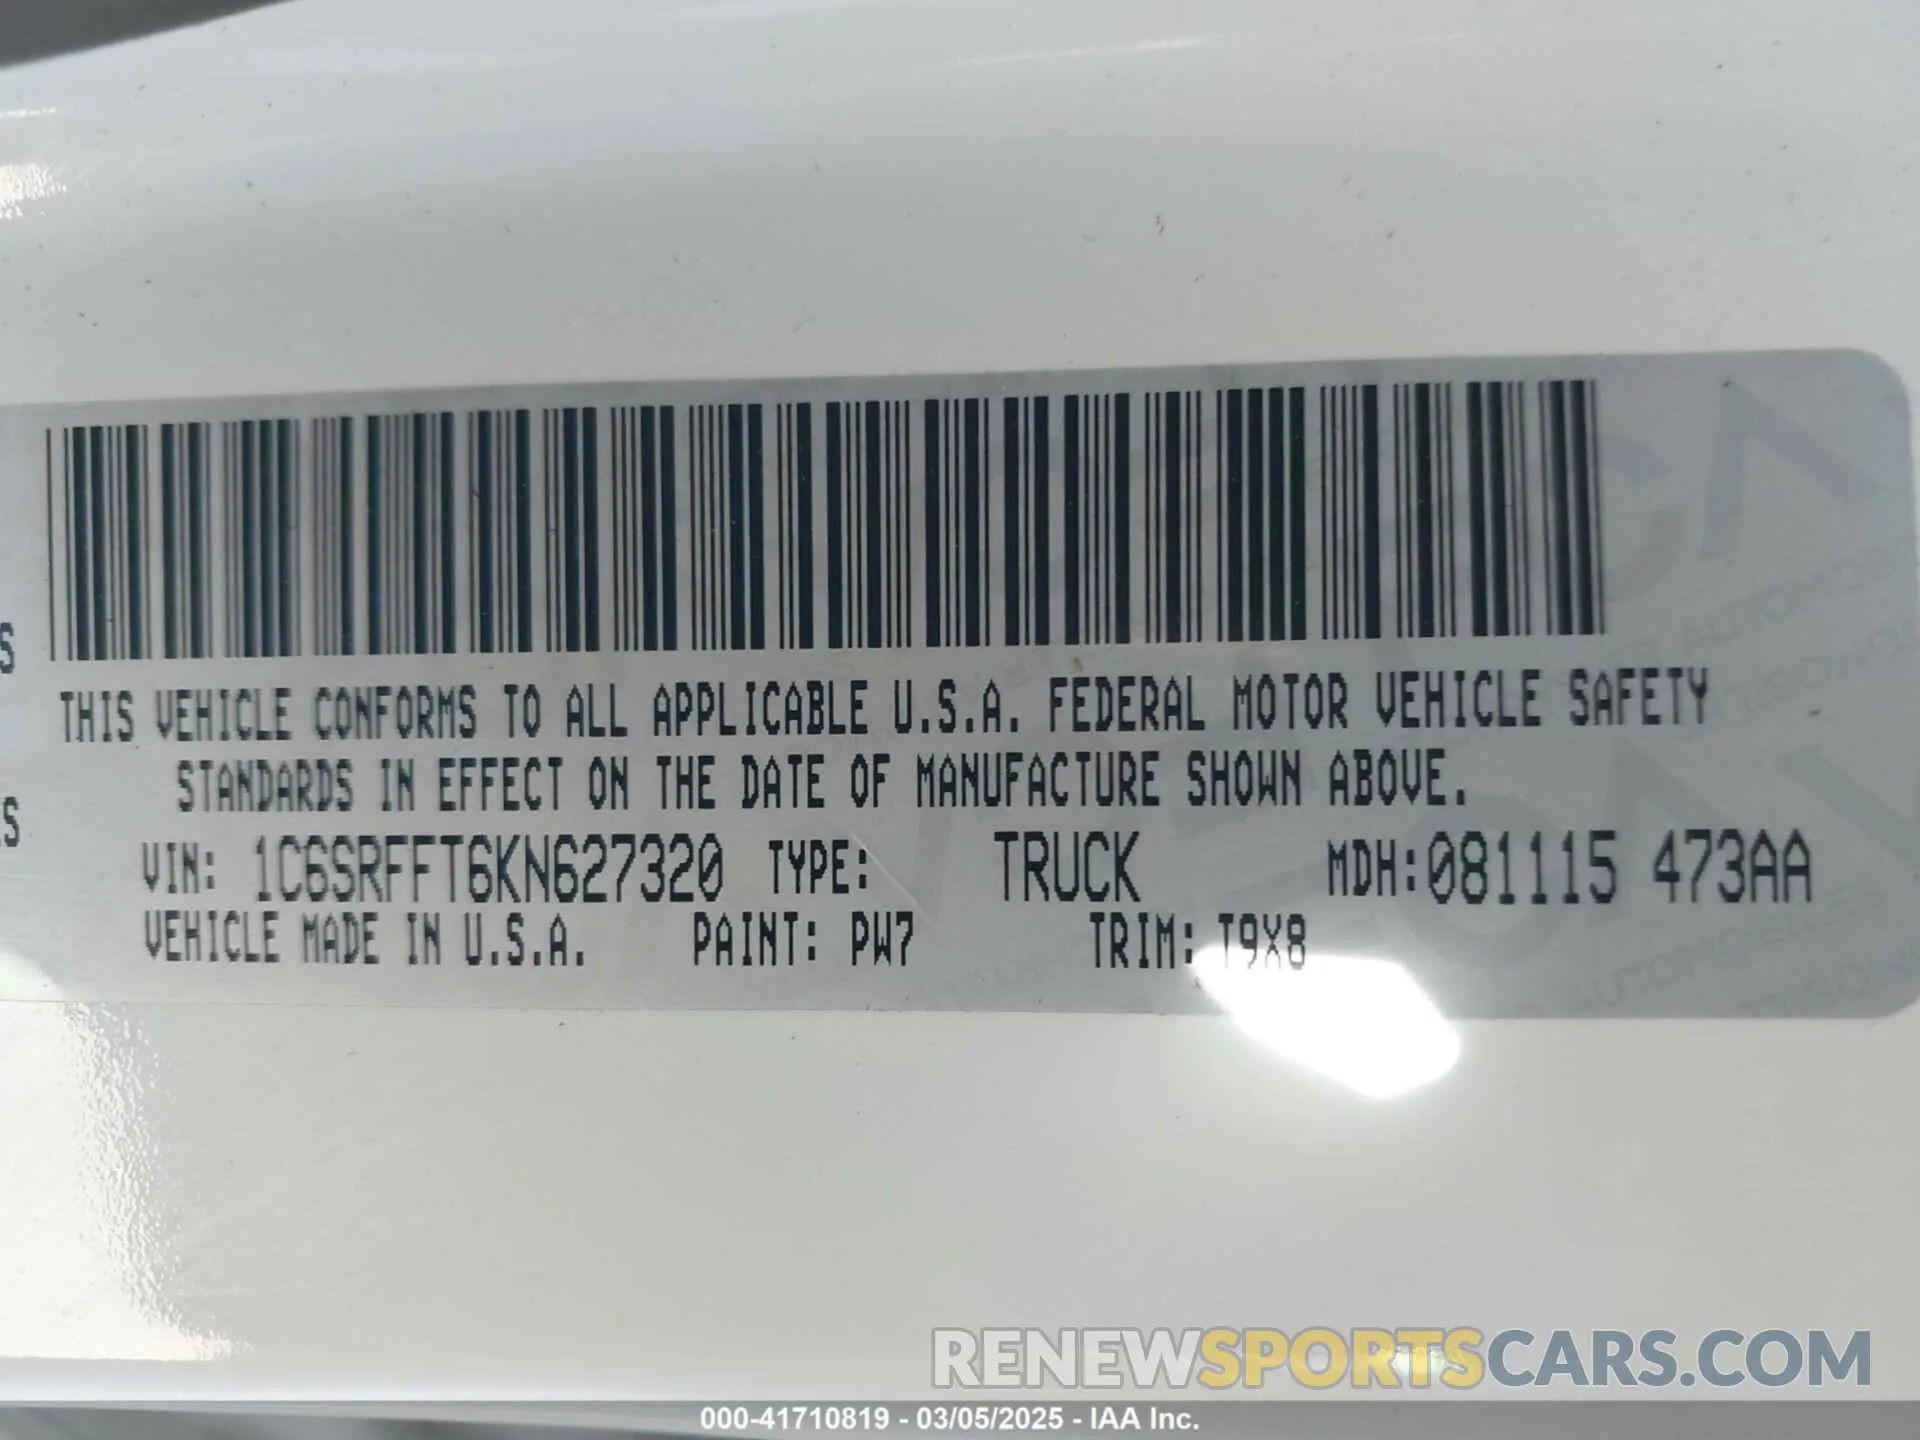 S
S
THIS VEHICLE CONFORMS TO ALL APPLICABLE U.S.A. FEDERAL MOTOR VEHICLE SAFETY
STANDARDS IN EFFECT ON THE DATE OF MANUFACTURE SHOWN ABOVE.
VIN: 1C6SRFFT6KN627320 TYPE: TRUCK MDH:081115 473AA
VEHICLE MADE IN U.S.A. PAINT: PW7 TRIM: T9X8
RENEWSPORTSCARS.COM
000-41710819 - 03/05/2025 - IAA Inc.